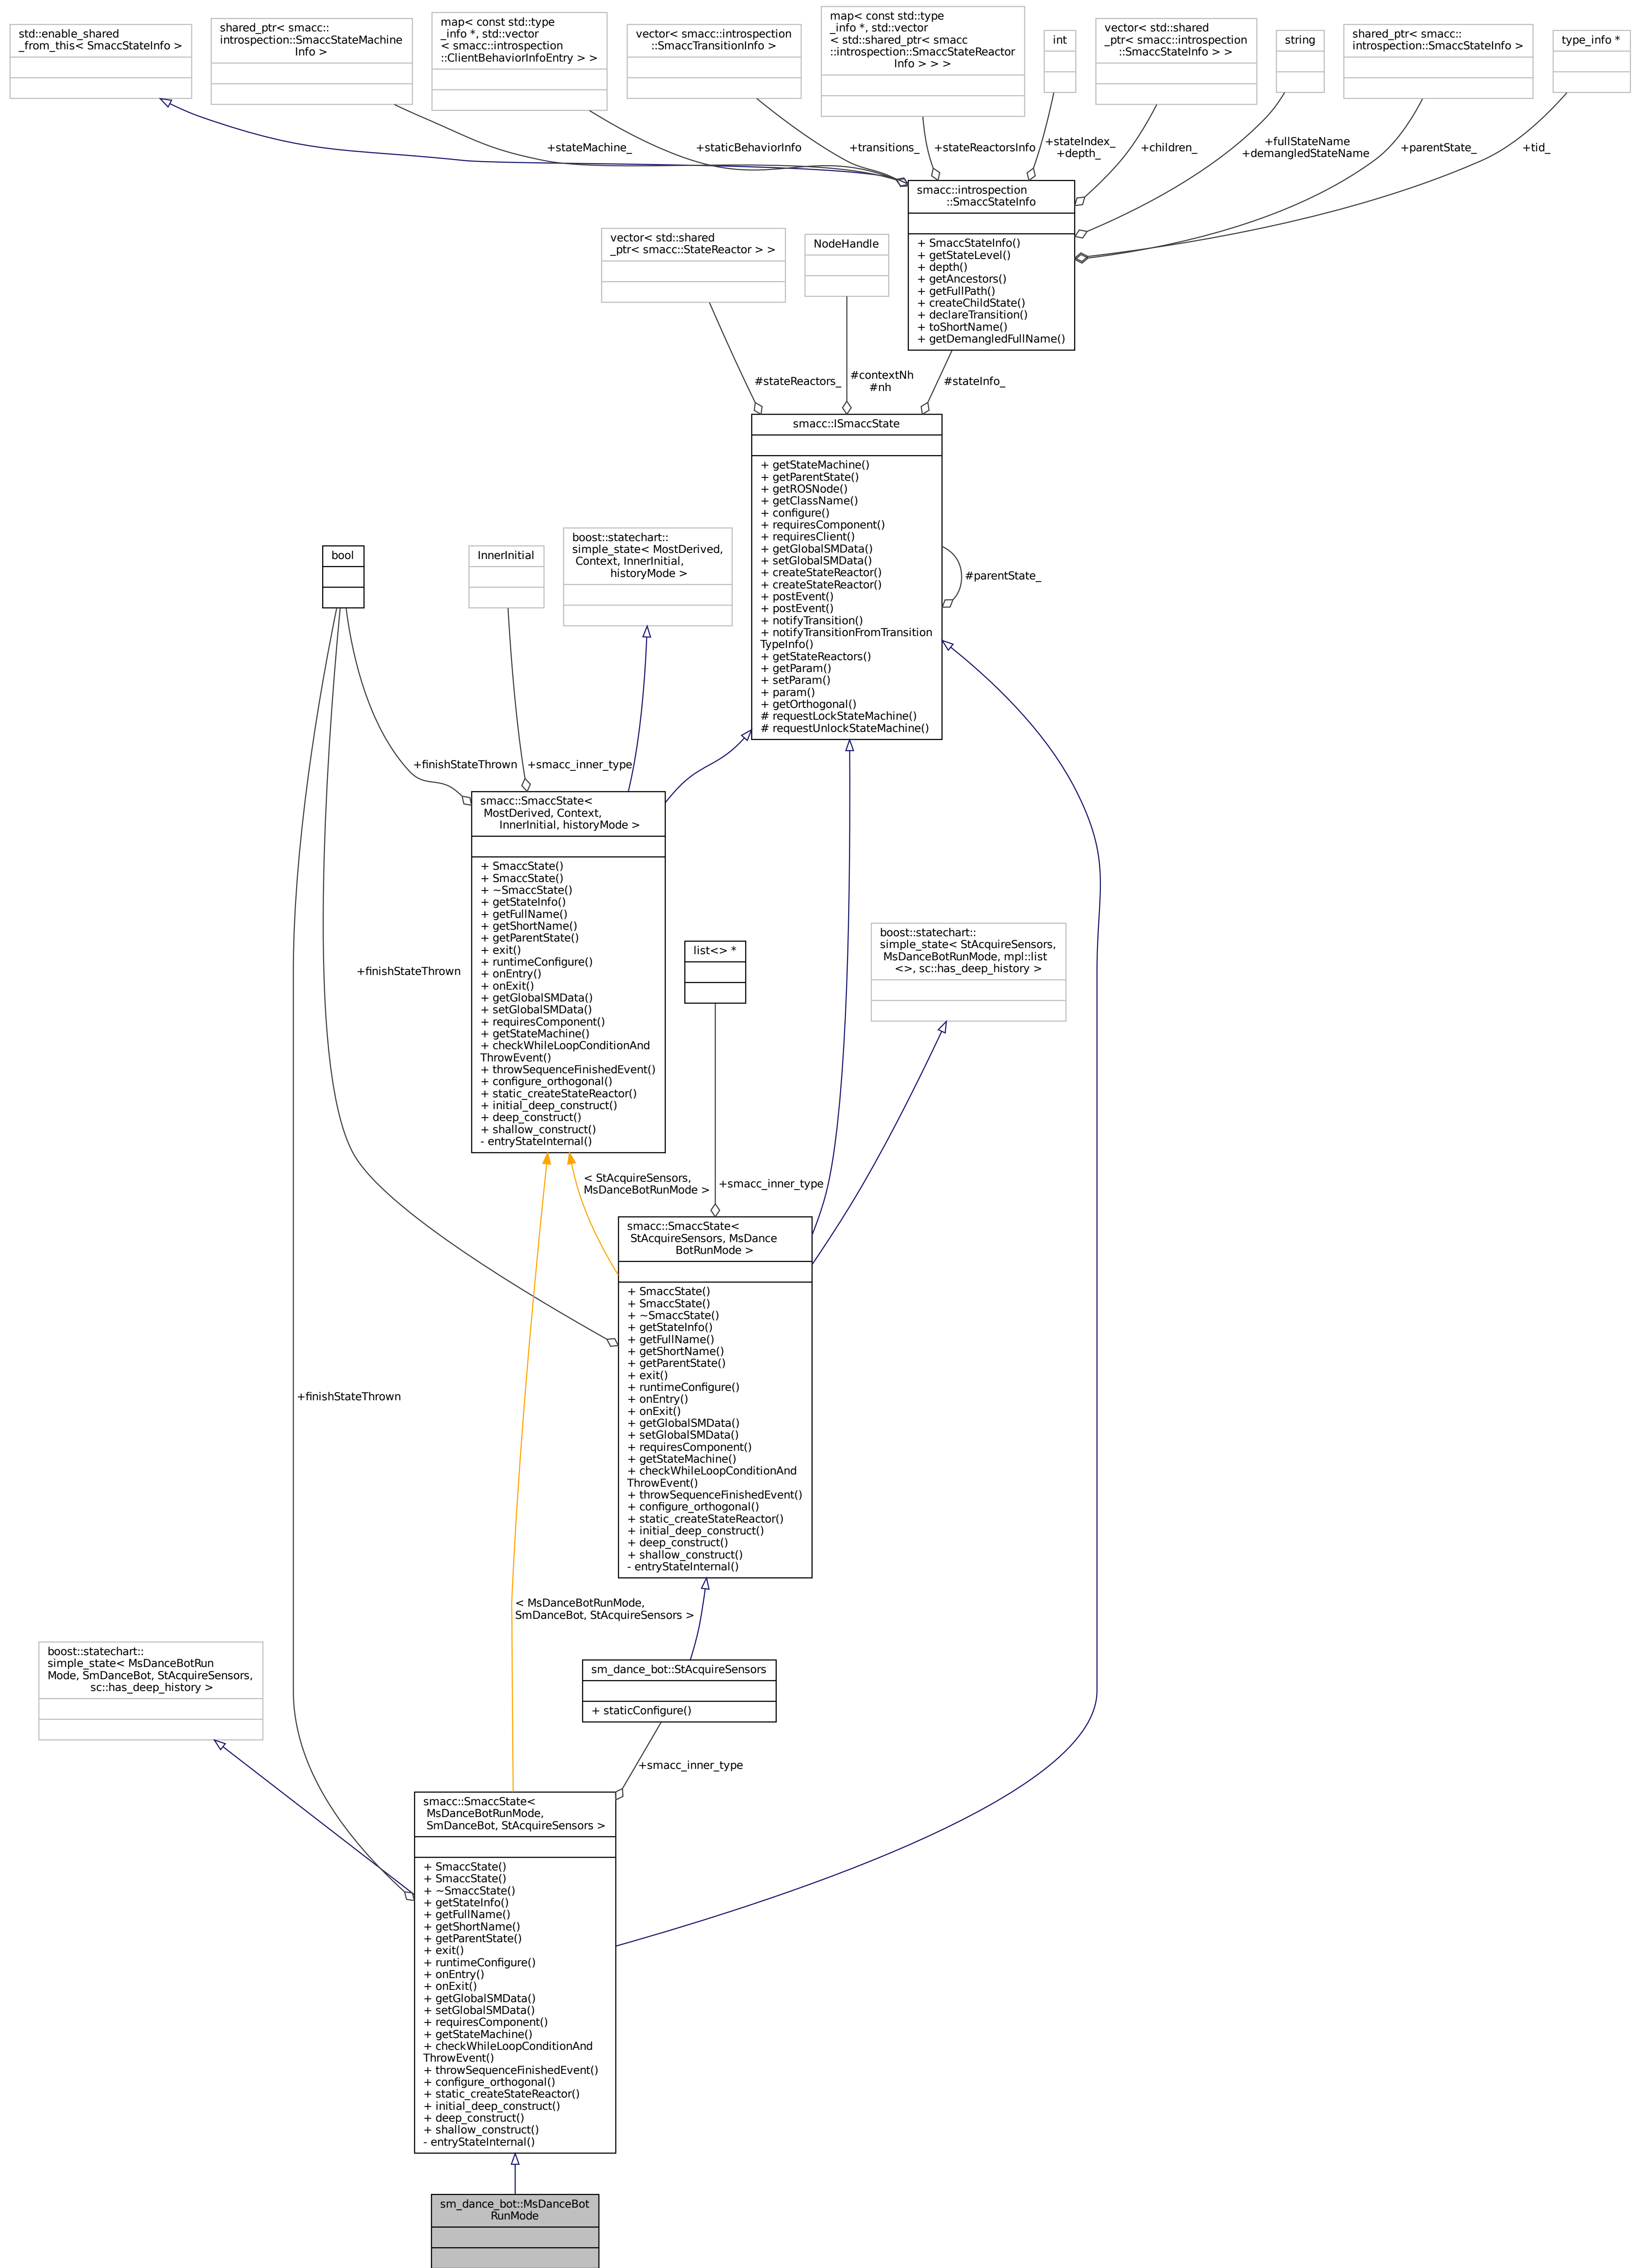 std::enable_shared
_from_this< SmaccStateInfo >
shared_ptr< smacc::
introspection::SmaccStateMachine
Info >
map< const std::type
_info *, std::vector
< smacc::introspection
::ClientBehaviorInfoEntry > >
vector< smacc::introspection
::SmaccTransitionInfo >
map< const std::type
_info *, std::vector
< std::shared_ptr< smacc
::introspection::SmaccStateReactor
Info > > >
int
vector< std::shared
_ptr< smacc::introspection
::SmaccStateInfo > >
string
shared_ptr< smacc::
introspection::SmaccStateInfo >
type_info *
+stateMachine_
+staticBehaviorInfo
+transitions_
+stateReactorsInfo
+stateIndex_
+depth_
+children_
+fullStateName
+demangledStateName
+parentState_
+tid_
smacc::introspection
::SmaccStateInfo
+ SmaccStateInfo()
+ getStateLevel()
+ depth()
+ getAncestors()
+ getFullPath()
+ createChildState()
+ declareTransition()
+ toShortName()
+ getDemangledFullName()
vector< std::shared
_ptr< smacc::StateReactor > >
NodeHandle
#stateReactors_
#contextNh
#nh
#stateInfo_
smacc::ISmaccState
+ getStateMachine()
+ getParentState()
+ getROSNode()
+ getClassName()
+ configure()
+ requiresComponent()
+ requiresClient()
+ getGlobalSMData()
+ setGlobalSMData()
+ createStateReactor()
+ createStateReactor()
+ postEvent()
+ postEvent()
+ notifyTransition()
+ notifyTransitionFromTransition
TypeInfo()
+ getStateReactors()
+ getParam()
+ setParam()
+ param()
+ getOrthogonal()
# requestLockStateMachine()
# requestUnlockStateMachine()
#parentState_
bool
InnerInitial
boost::statechart::
simple_state< MostDerived,
Context, InnerInitial,
historyMode >
+finishStateThrown
+smacc_inner_type
smacc::SmaccState<
MostDerived, Context,
InnerInitial, historyMode >
+ SmaccState()
+ SmaccState()
+ ~SmaccState()
+ getStateInfo()
+ getFullName()
+ getShortName()
+ getParentState()
+ exit()
+ runtimeConfigure()
+ onEntry()
+ onExit()
+ getGlobalSMData()
+ setGlobalSMData()
+ requiresComponent()
+ getStateMachine()
+ checkWhileLoopConditionAnd
ThrowEvent()
+ throwSequenceFinishedEvent()
+ configure_orthogonal()
+ static_createStateReactor()
+ initial_deep_construct()
+ deep_construct()
+ shallow_construct()
- entryStateInternal()
+finishStateThrown
list<> *
boost::statechart::
simple_state< StAcquireSensors,
MsDanceBotRunMode, mpl::list
<>, sc::has_deep_history >
< StAcquireSensors,
MsDanceBotRunMode >
+smacc_inner_type
smacc::SmaccState<
StAcquireSensors, MsDance
BotRunMode >
+ SmaccState()
+ SmaccState()
+ ~SmaccState()
+ getStateInfo()
+ getFullName()
+ getShortName()
+ getParentState()
+ exit()
+ runtimeConfigure()
+ onEntry()
+ onExit()
+ getGlobalSMData()
+ setGlobalSMData()
+ requiresComponent()
+ getStateMachine()
+ checkWhileLoopConditionAnd
ThrowEvent()
+ throwSequenceFinishedEvent()
+ configure_orthogonal()
+ static_createStateReactor()
+ initial_deep_construct()
+ deep_construct()
+ shallow_construct()
- entryStateInternal()
+finishStateThrown
< MsDanceBotRunMode,
SmDanceBot, StAcquireSensors >
boost::statechart::
simple_state< MsDanceBotRun
Mode, SmDanceBot, StAcquireSensors,
sc::has_deep_history >
sm_dance_bot::StAcquireSensors
+ staticConfigure()
+smacc_inner_type
smacc::SmaccState<
MsDanceBotRunMode,
SmDanceBot, StAcquireSensors >
+ SmaccState()
+ SmaccState()
+ ~SmaccState()
+ getStateInfo()
+ getFullName()
+ getShortName()
+ getParentState()
+ exit()
+ runtimeConfigure()
+ onEntry()
+ onExit()
+ getGlobalSMData()
+ setGlobalSMData()
+ requiresComponent()
+ getStateMachine()
+ checkWhileLoopConditionAnd
ThrowEvent()
+ throwSequenceFinishedEvent()
+ configure_orthogonal()
+ static_createStateReactor()
+ initial_deep_construct()
+ deep_construct()
+ shallow_construct()
- entryStateInternal()
sm_dance_bot::MsDanceBot
RunMode